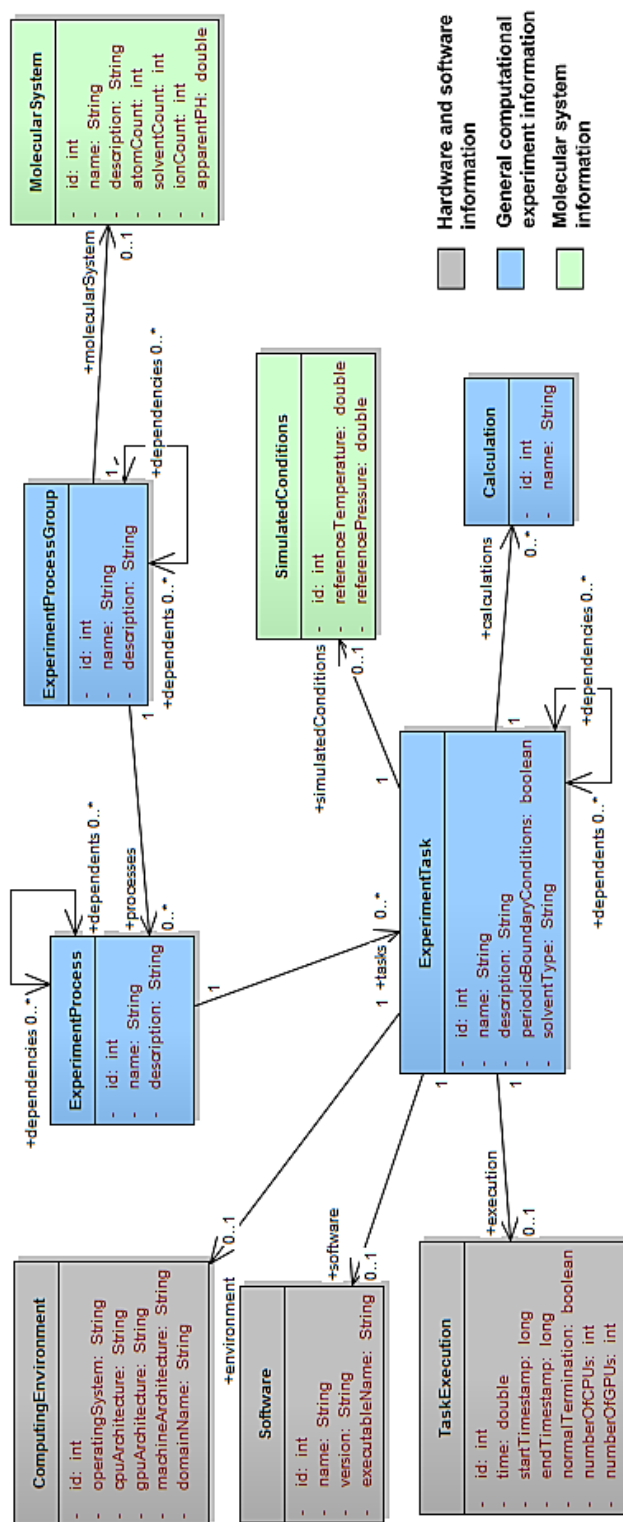 ComputingEnvironment
- id: int
- operatingSystem: String
- cpuArchitecture: String
- gpuArchitecture: String
- machineArchitecture: String
- domainName: String
+environment
0..1
+dependencies 0..*
ExperimentProcess
- id: int
- name: String
- description: String
+dependents 0..*
+processes
0..*
1
1
ExperimentProcessGroup
- id: int
- name: String
- description: String
1
+dependents 0..*
+dependencies 0..*
+molecularSystem
0..1
MolecularSystem
- id: int
- name: String
- description: String
- atomCount: int
- solventCount: int
- ionCount: int
- apparentPH: double
Software
- id: int
- name: String
- version: String
- executableName: String
+software
0..1
1
+tasks
0..*
+simulatedConditions
0..1
1
SimulatedConditions
- id: int
- referenceTemperature: double
- referencePressure: double
TaskExecution
- id: int
- time: double
- startTimestamp: long
- endTimestamp: long
- normalTermination: boolean
- numberOfCPUs: int
- numberOfGPUs: int
+execution
0..1
1
1
ExperimentTask
- id: int
- name: String
- description: String
- periodicBoundaryConditions: boolean
- solventType: String
1
+dependents 0..*
+dependencies 0..*
+calculations
0..*
Calculation
- id: int
- name: String
Hardware and software
information
General computational
experiment information
Molecular system
information